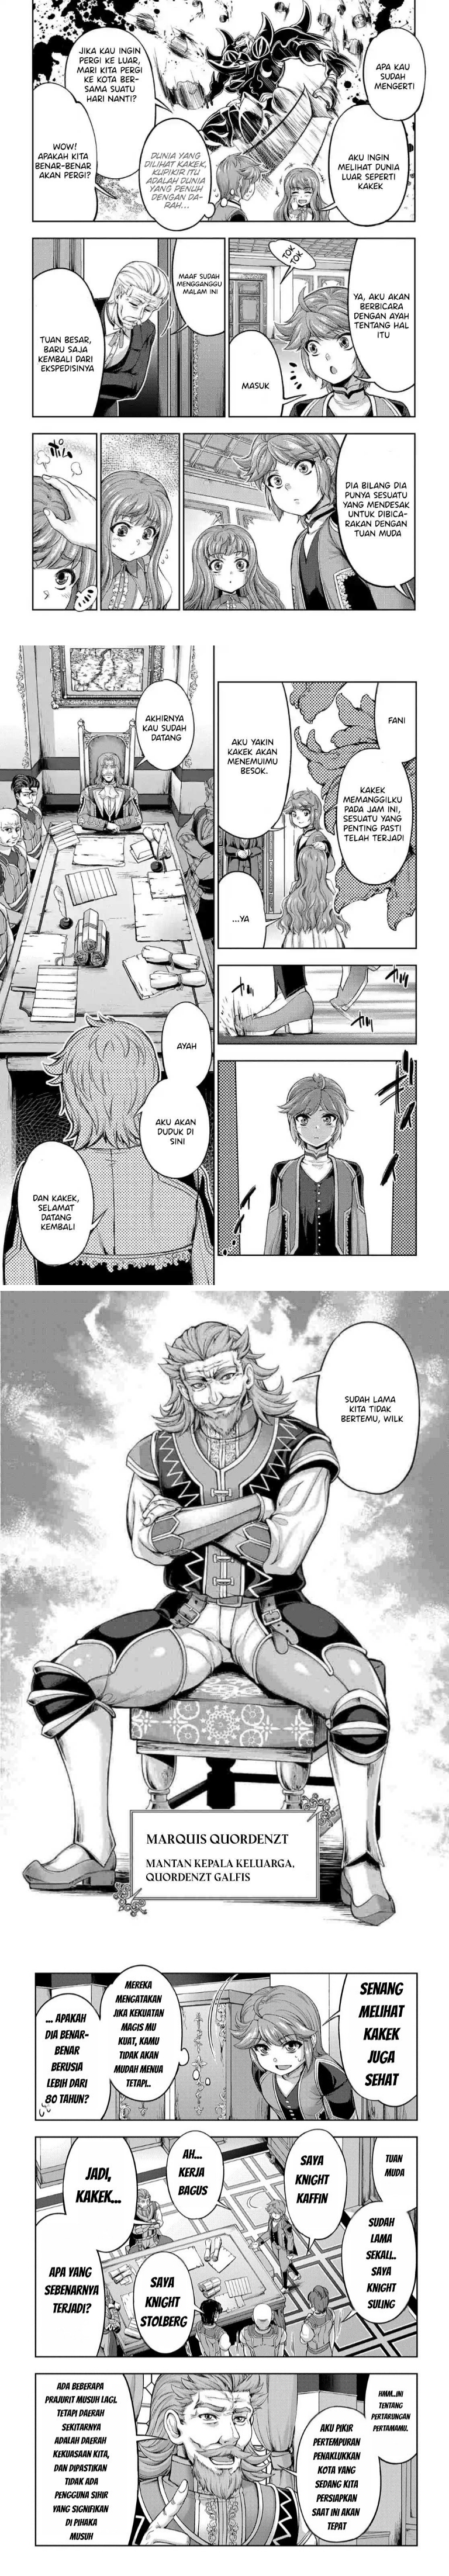 APA KAU
SUDAH
MENGERTI
AKU INGIN
MELIHAT DUNIA
LUAR SEPERTI
KAKEK
JIKA KAU INGIN
PERGI KE LUAR,
MARI KITA PERGI
KE KOTA BER-
SAMA SUATU
HARI NANTI?
DUNIA YANG
DILIHAT KAKEK,
KUPIKIR ITU
ADALAH DUNIA
YANG PENUH
DENGAN DA-
RAH...
WOW!
APAKAH KITA
BENAR-BENAR
AKAN PERGI?
TOK
TOK
YA, AKU AKAN
BERBICARA
DENGAN AYAH
TENTANG HAL
ITU
MASUK
MAAF SUDAH
MENGGANGGU
MALAM INI
TUAN BESAR,
BARU SAJA
KEMBALI DARI
EKSPEDISINYA
DIA BILANG DIA
PUNYA SESUATU
YANG MENDESAK
UNTUK DIBICA-
RAKAN DENGAN
TUAN MUDA
FANI
KAKEK
MEMANGGILKU
PADA JAM INI,
SESUATU YANG
PENTING PASTI
TELAH TERJADI
AKU YAKIN
KAKEK AKAN
MENEMUIMU
BESOK.
...YA
AKHIRNYA
KAU SUDAH
DATANG
AYAH
AKU AKAN
DUDUK DI
SINI
DAN KAKEK,
SELAMAT
DATANG
KEMBALI
SUDAH LAMA
KITA TIDAK
BERTEMU, WILK
MARQUIS QUORDENZT
MANTAN KEPALA KELUARGA,
QUORDENZT GALFIS
SENANG
MELIHAT
KAKEK
JUGA
SEHAT
MEREKA
MENGATAKAN
JIKA KEKUATAN
MAGIS MU
KUAT, KAMU
TIDAK AKAN
MUDAH MENUA
TETAPI..
... APAKAH
DIA BENAR-
BENAR
BERUSIA
LEBIH DARI
80 TAHUN?
TUAN
MUDA
SUDAH
LAMA
SEKALI..
SAYA
KNIGHT
SULING
SAYA
KNIGHT
KAFFIN
AH...
KERJA
BAGUS
SAYA
KNIGHT
STOLBERG
JADI,
KAKEK...
APA YANG
SEBENARNYA
TERJADI?
HMM..INI
TENTANG
PERTARUNGAN
PERTAMAMU.
AKU PIKIR
PERTEMPURAN
PENAKLUKKAN
KOTA YANG
SEDANG KITA
PERSIAPKAN
SAAT INI AKAN
TEPAT
ADA BEBERAPA
PRAJURIT MUSUH LAGI,
TETAPI DAERAH
SEKITARNYA
ADALAH DAERAH
KEKUASAAN KITA,
DAN DIPASTIKAN
TIDAK ADA
PENGGUNA SIHIR
YANG SIGNIFIKAN
DI PIHAKA
MUSUH